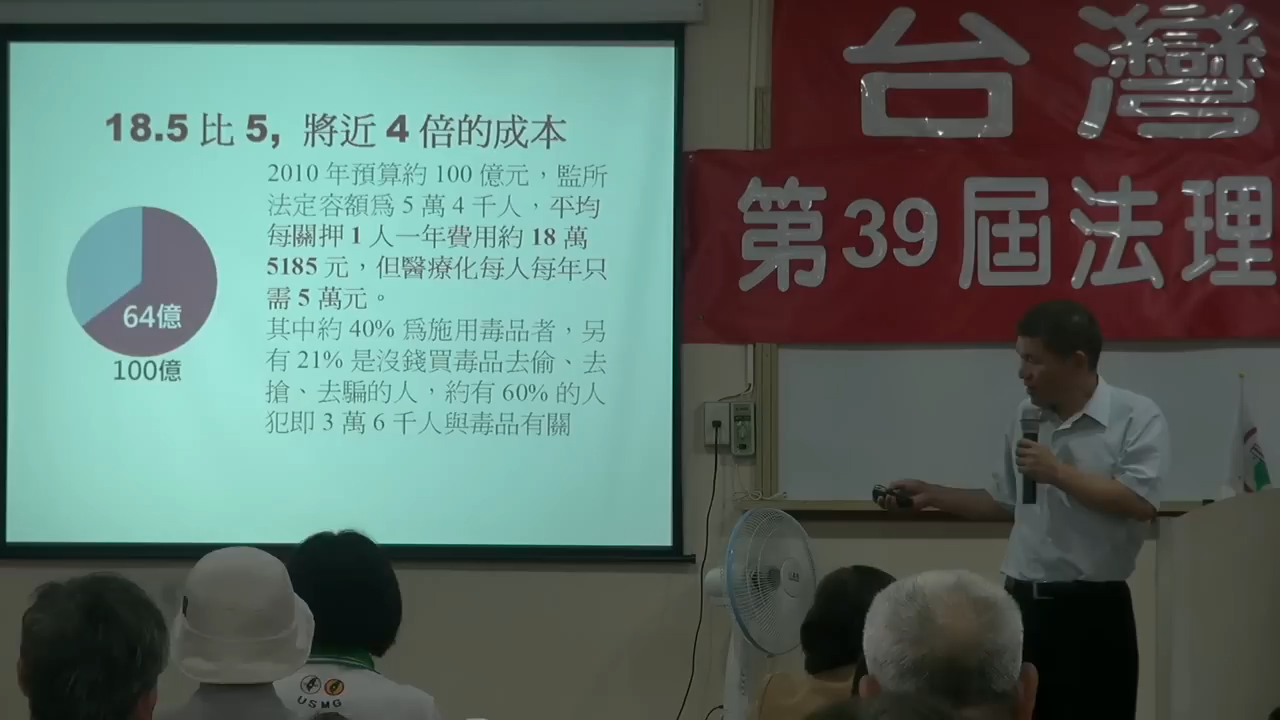 18.5 比 5, 將近 4 倍的成本
2010 年預算約 100 億元，監所
法定容額爲 5 萬 4 千人，平均
每關押 1 人一年費用約 18 萬
5185 元，但醫療化每人每年只
需 5 萬元。
其中約 40% 爲施用毒品者，另
有 21% 是沒錢買毒品去偷、去
搶、去騙的人，約有 60% 的人
犯即 3 萬 6 千人與毒品有關
64億
100億
台灣
第39屆法理
USMG